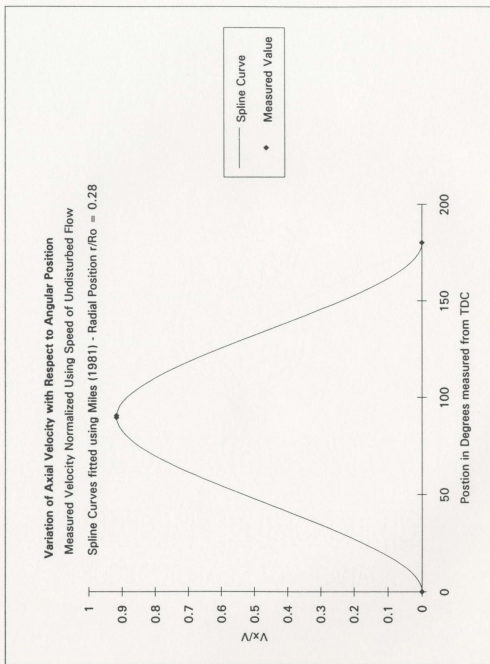 Variation of Axial Velocity with Respect to Angular Position
Measured Velocity Normalized Using Speed of Undisturbed Flow
Spline Curves fitted using Miles (1981) - Radial Position r/Ro = 0.28
1
0.9
0.8
0.7
0.6
0.5
0.4
0.3
0.2
0.1
0
Vx/V
0
50
100
150
200
Postion in Degrees measured from TDC
Spline Curve
Measured Value